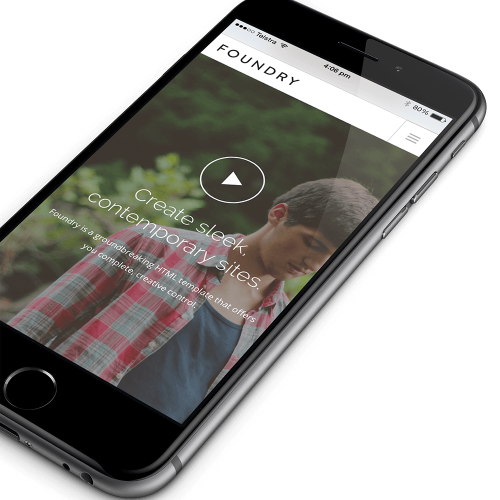 Telstra
4:06 pm
80%
FOUNDRY
Create sleek,
contemporary sites.
Foundry is a groundbreaking HTML template that offers
you complete, creative control.